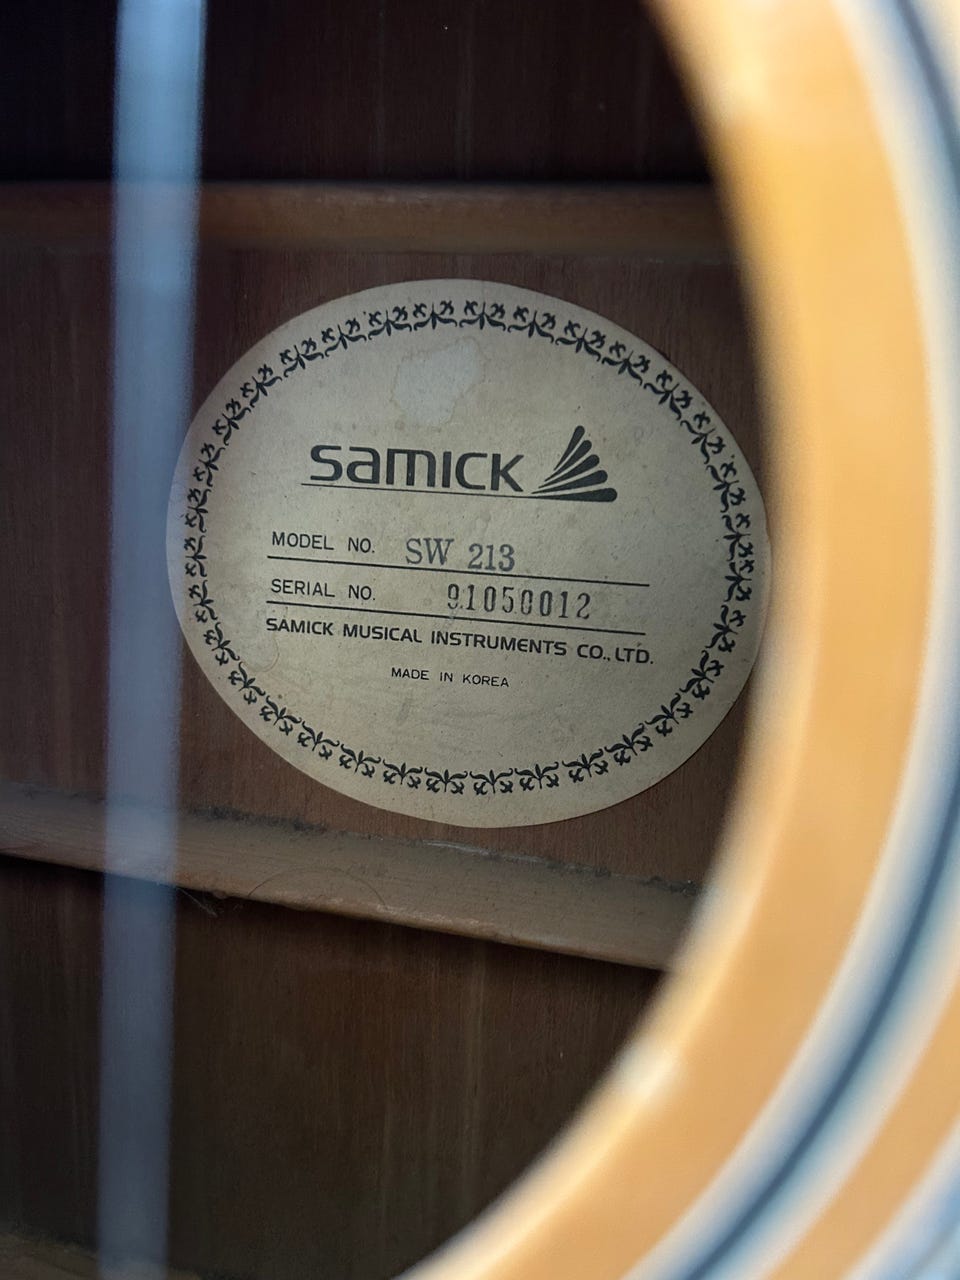 SAMICK
MODEL NO. SW 213
SERIAL NO. 91050012
SAMICK MUSICAL INSTRUMENTS CO., LTD.
MADE IN KOREA